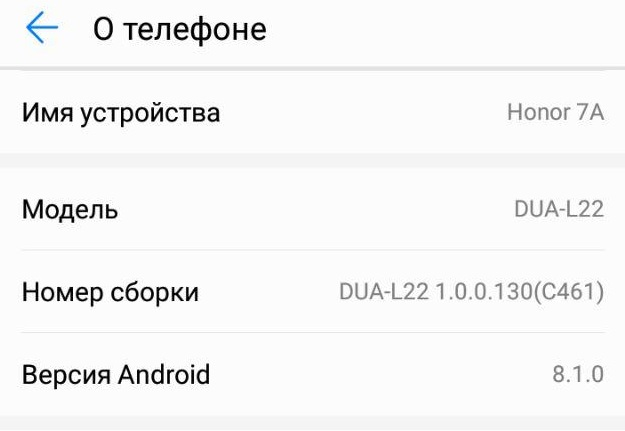 О телефоне
Имя устройства Honor 7A
Модель DUA-L22
Номер сборки DUA-L22 1.0.0.130(C461)
Версия Android 8.1.0